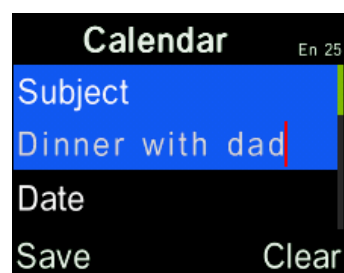 Calendar En 25
Subject
Dinner with dad
Date
Save Clear